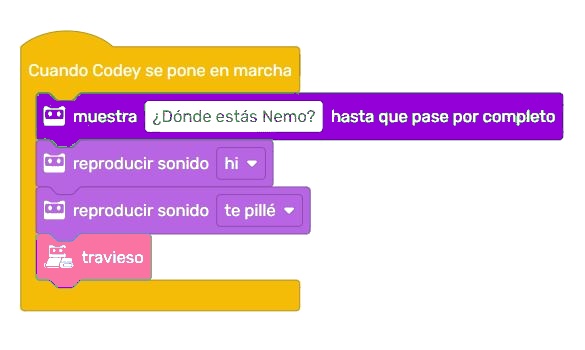 Cuando Codey se pone en marcha
muestra ¿Dónde estás Nemo? hasta que pase por completo
reproducir sonido hi
reproducir sonido te pillé
travieso